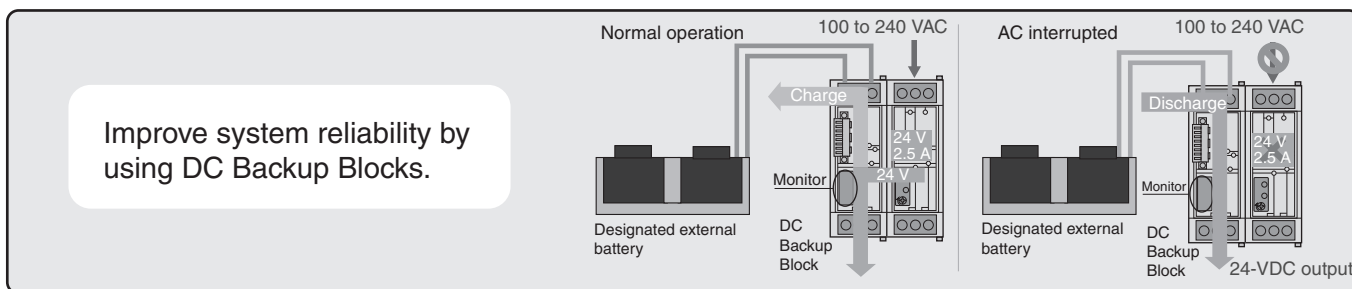 Improve system reliability by
using DC Backup Blocks.
Normal operation
100 to 240 VAC
Charge
24 V
2.5 A
24 V
Monitor
Designated external
battery
DC
Backup
Block
AC interrupted
100 to 240 VAC
Discharge
24 V
2.5 A
Monitor
Designated external
battery
DC
Backup
Block
24-VDC output